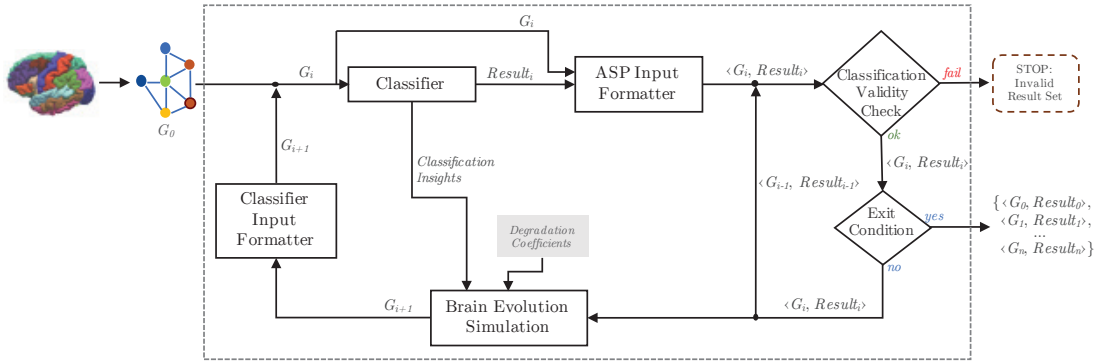 G₀
Gᵢ
Gᵢ
Classifier
Resultᵢ
ASP Input
Formatter
‹Gᵢ, Resultᵢ›
Classification
Validity
Check
fail
STOP:
Invalid
Result Set
ok
‹Gᵢ, Resultᵢ›
Gᵢ₊₁
Classification
Insights
‹Gᵢ₋₁, Resultᵢ₋₁›
Classifier
Input
Formatter
Degradation
Coefficients
Exit
Condition
yes
{‹G₀, Result₀›,
‹G₁, Result₁›,
...
‹Gₙ, Resultₙ›}
no
Gᵢ₊₁
Brain Evolution
Simulation
‹Gᵢ, Resultᵢ›